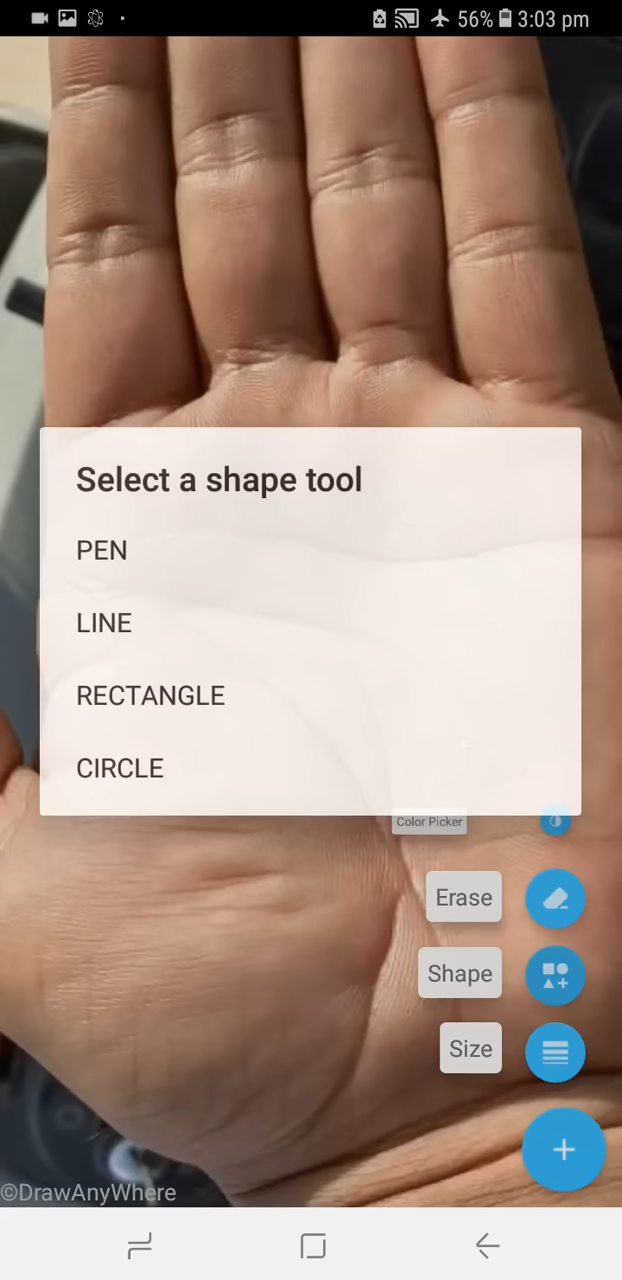 56% 3:03 pm
Select a shape tool
PEN
LINE
RECTANGLE
CIRCLE
Color Picker
Erase
Shape
Size
©DrawAnyWhere